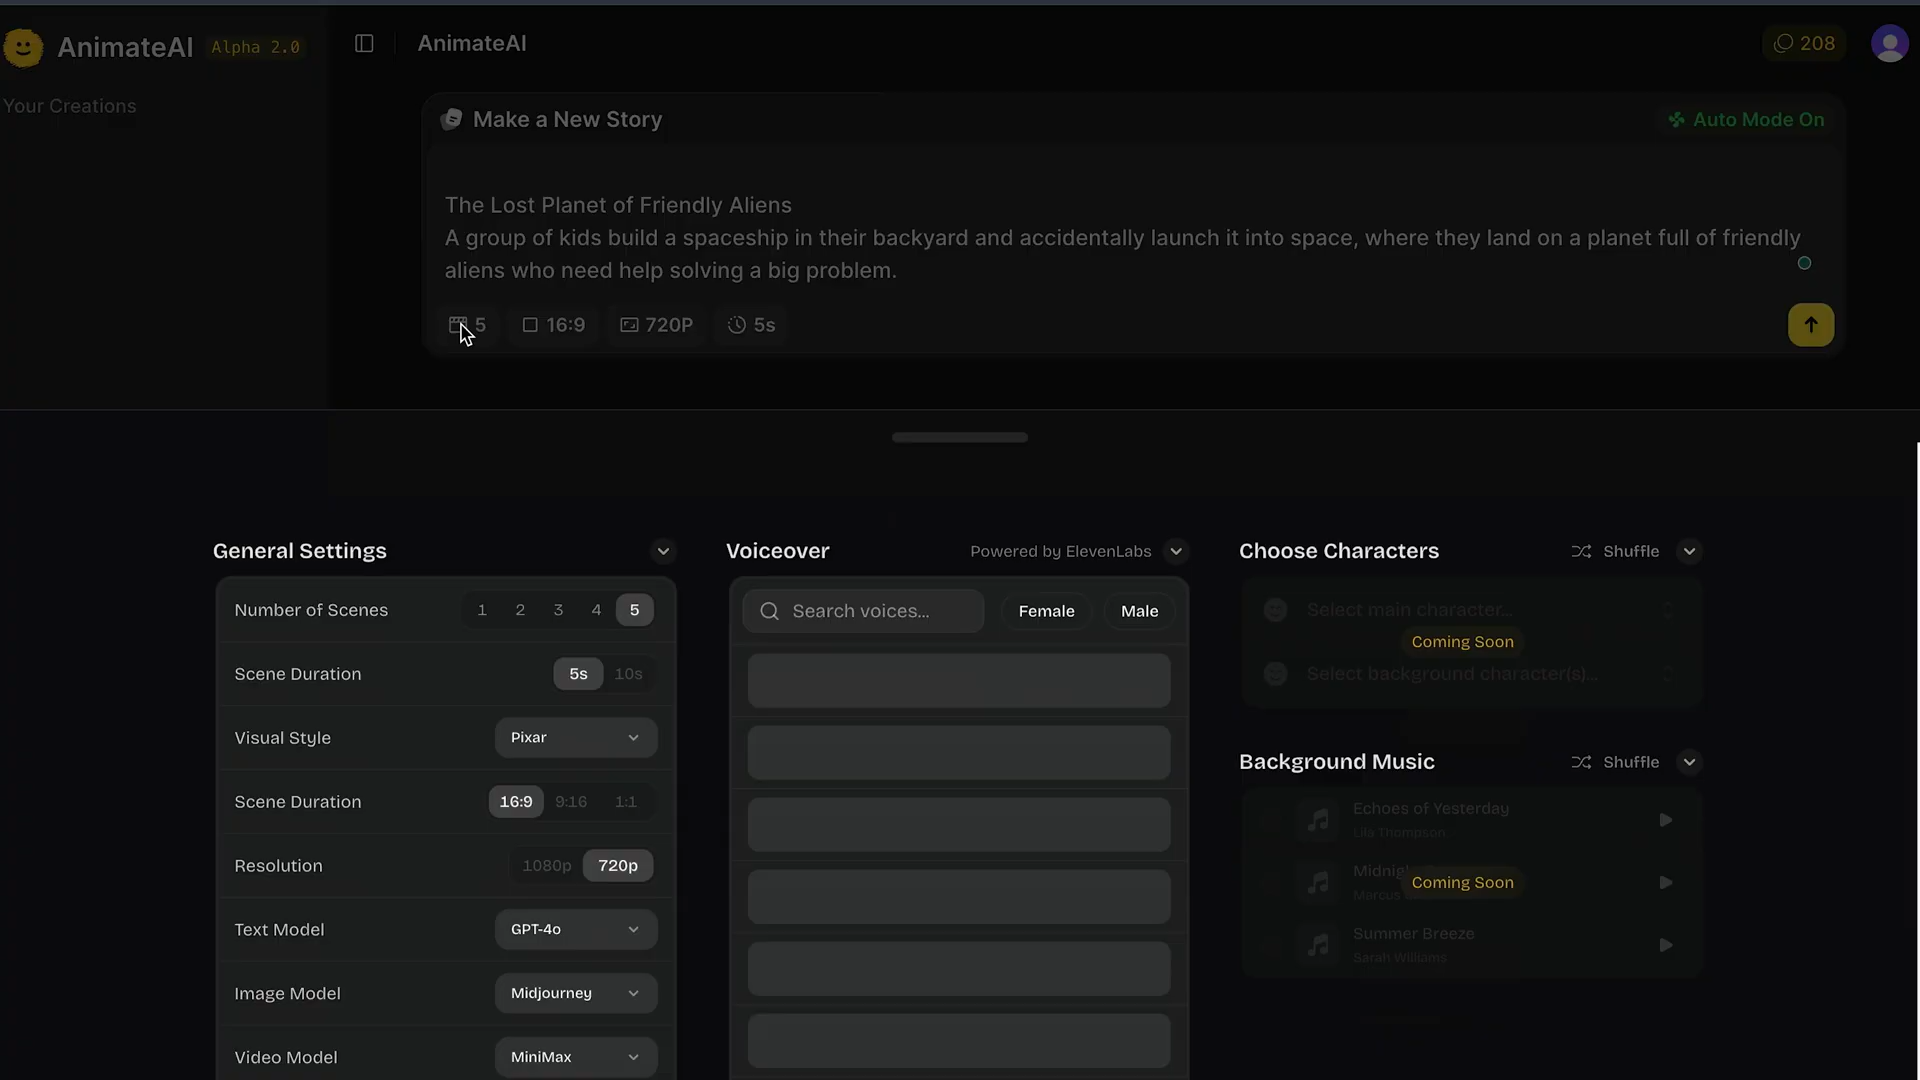 AnimateAI Alpha 2.0
AnimateAI
208
Your Creations
Make a New Story
Auto Mode On
The Lost Planet of Friendly Aliens
A group of kids build a spaceship in their backyard and accidentally launch it into space, where they land on a planet full of friendly
aliens who need help solving a big problem.
5 16:9 720P 5s
General Settings
Number of Scenes 1 2 3 4 5
Scene Duration 5s 10s
Visual Style Pixar
Scene Duration 16:9 9:16 1:1
Resolution 1080p 720p
Text Model GPT-4o
Image Model Midjourney
Video Model MiniMax
Voiceover Powered by ElevenLabs
Search voices... Female Male
Choose Characters Shuffle
Select main character...
Coming Soon
Select background character(s)...
Background Music Shuffle
Echoes of Yesterday
Lila Thompson
Coming Soon
Marcus
Summer Breeze
Sarah Williams